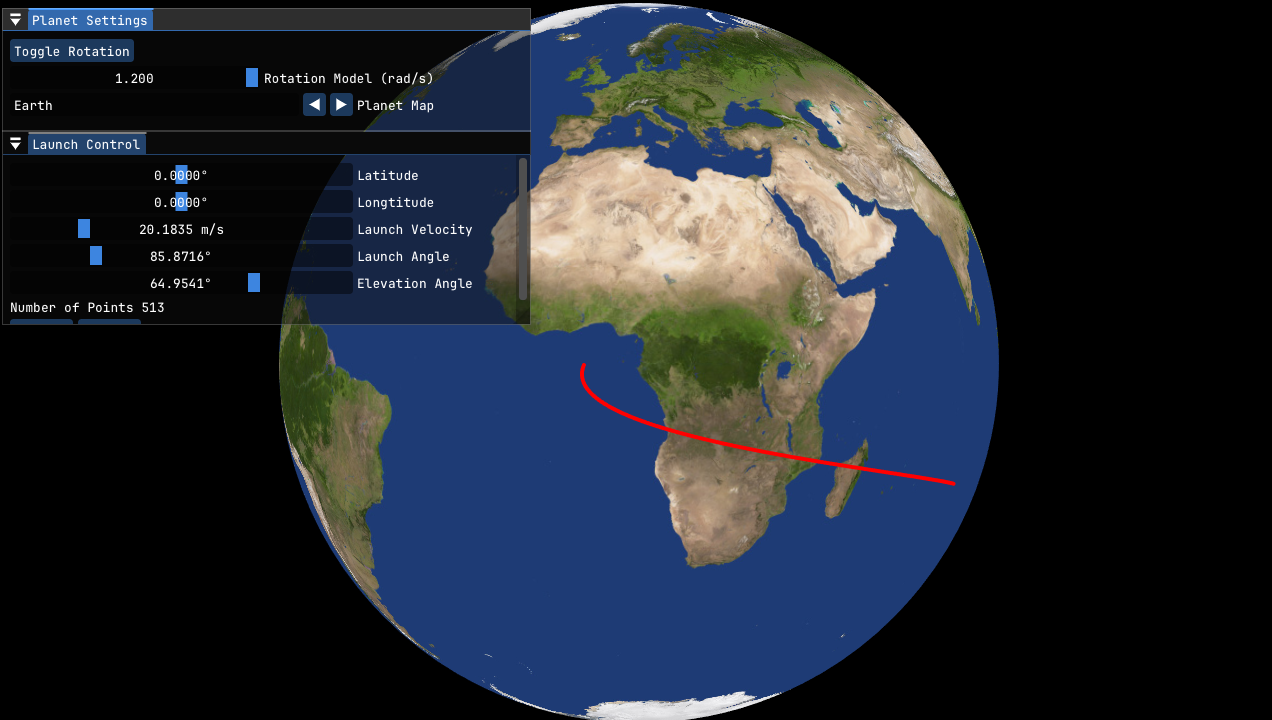 Planet Settings
Toggle Rotation
1.200 Rotation Model (rad/s)
Earth Planet Map
Launch Control
0.0000° Latitude
0.0000° Longtitude
20.1835 m/s Launch Velocity
85.8716° Launch Angle
64.9541° Elevation Angle
Number of Points 513